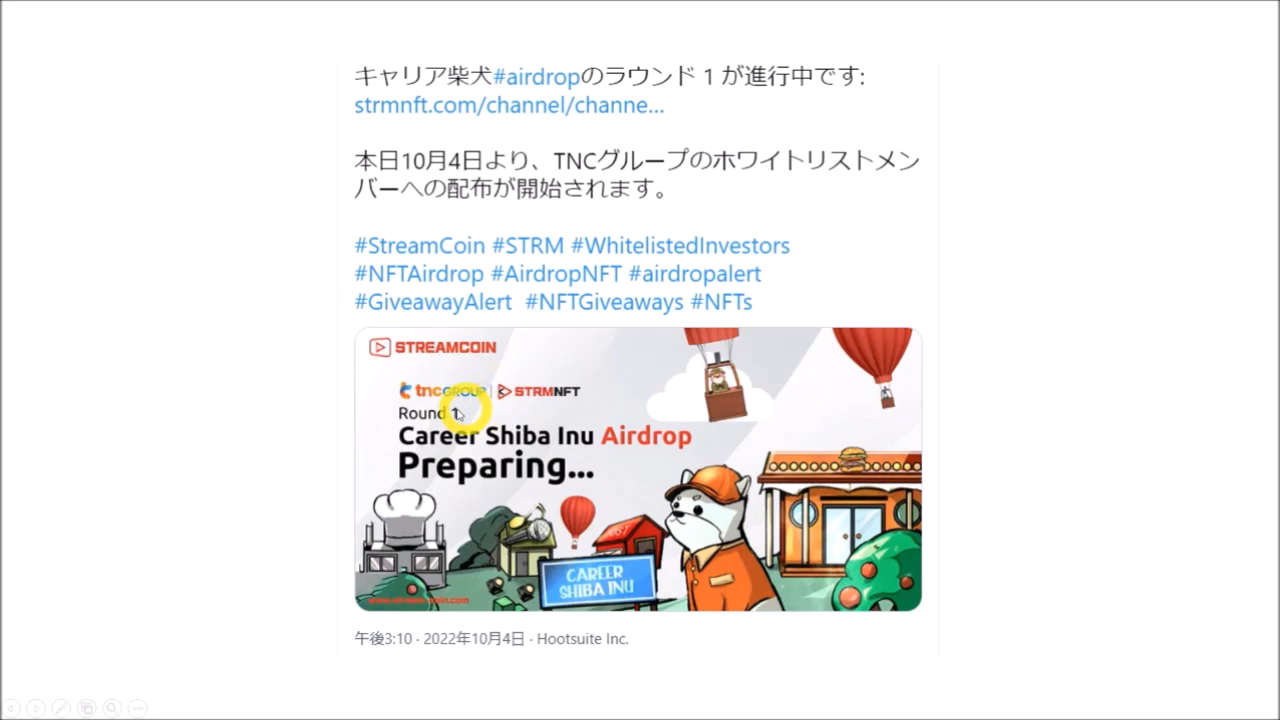 キャリア柴犬#airdropのラウンド 1 が進行中です:
strmnft.com/channel/channe...
本日10月4日より、TNCグループのホワイトリストメン
バーへの配布が開始されます。
#StreamCoin #STRM #WhitelistedInvestors
#NFTAirdrop #AirdropNFT #airdropalert
#GiveawayAlert #NFTGiveaways #NFTs
STREAMCOIN
tncGROUP | STRMNFT
Round 1
Career Shiba Inu Airdrop
Preparing...
CAREER
SHIBA INU
www.stream-coin.com
午後3:10 · 2022年10月4日 · Hootsuite Inc.